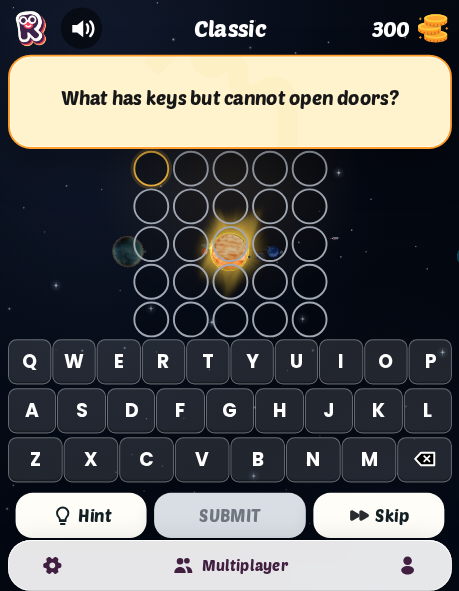 Classic
300
What has keys but cannot open doors?
Q W E R T Y U I O P
A S D F G H J K L
Z X C V B N M
Hint SUBMIT Skip
Multiplayer